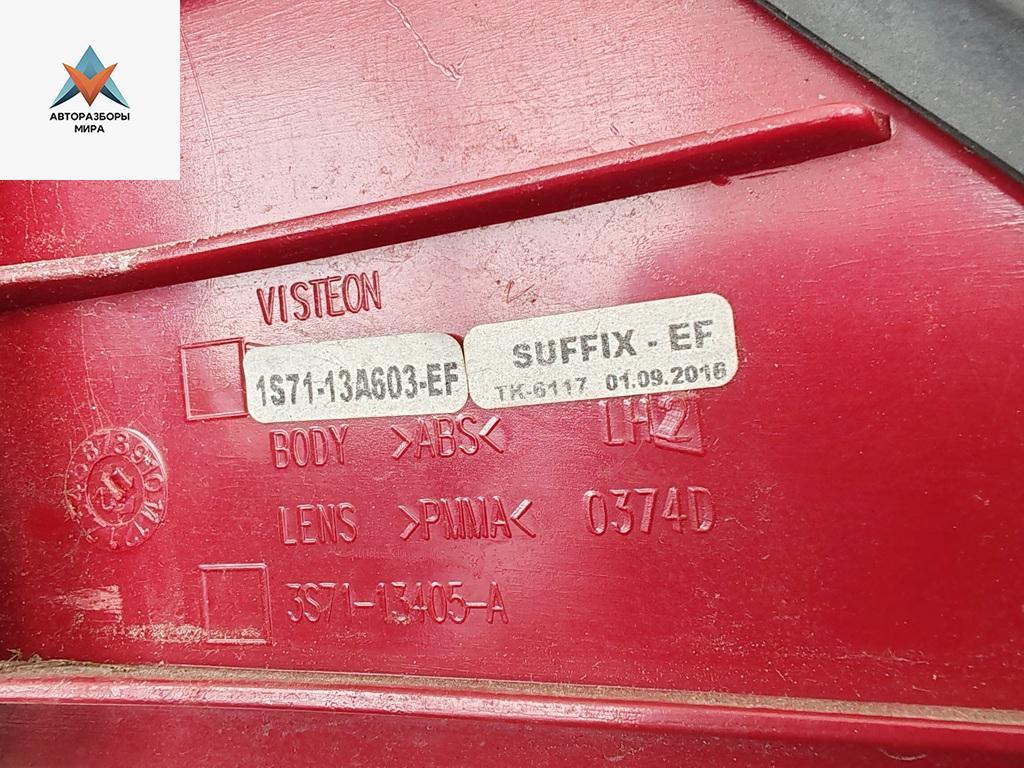 АВТОРАЗБОРЫ
МИРА
VISTEON
1S71-13A603-EF
SUFFIX - EF
TK-6117 01.09.2016
BODY >ABS< LH2
LENS >PMMA< 0374D
3S71-13405-A